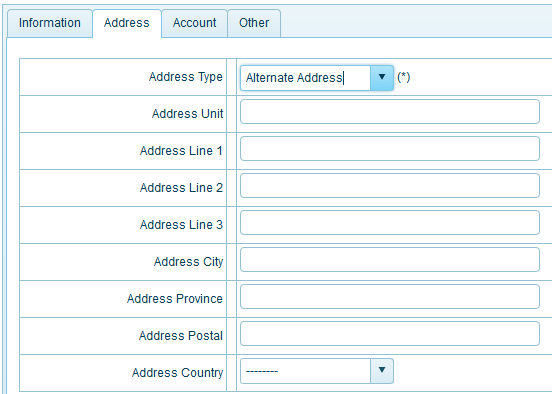 Information Address Account Other
Address Type Alternate Address (*)
Address Unit
Address Line 1
Address Line 2
Address Line 3
Address City
Address Province
Address Postal
Address Country --------